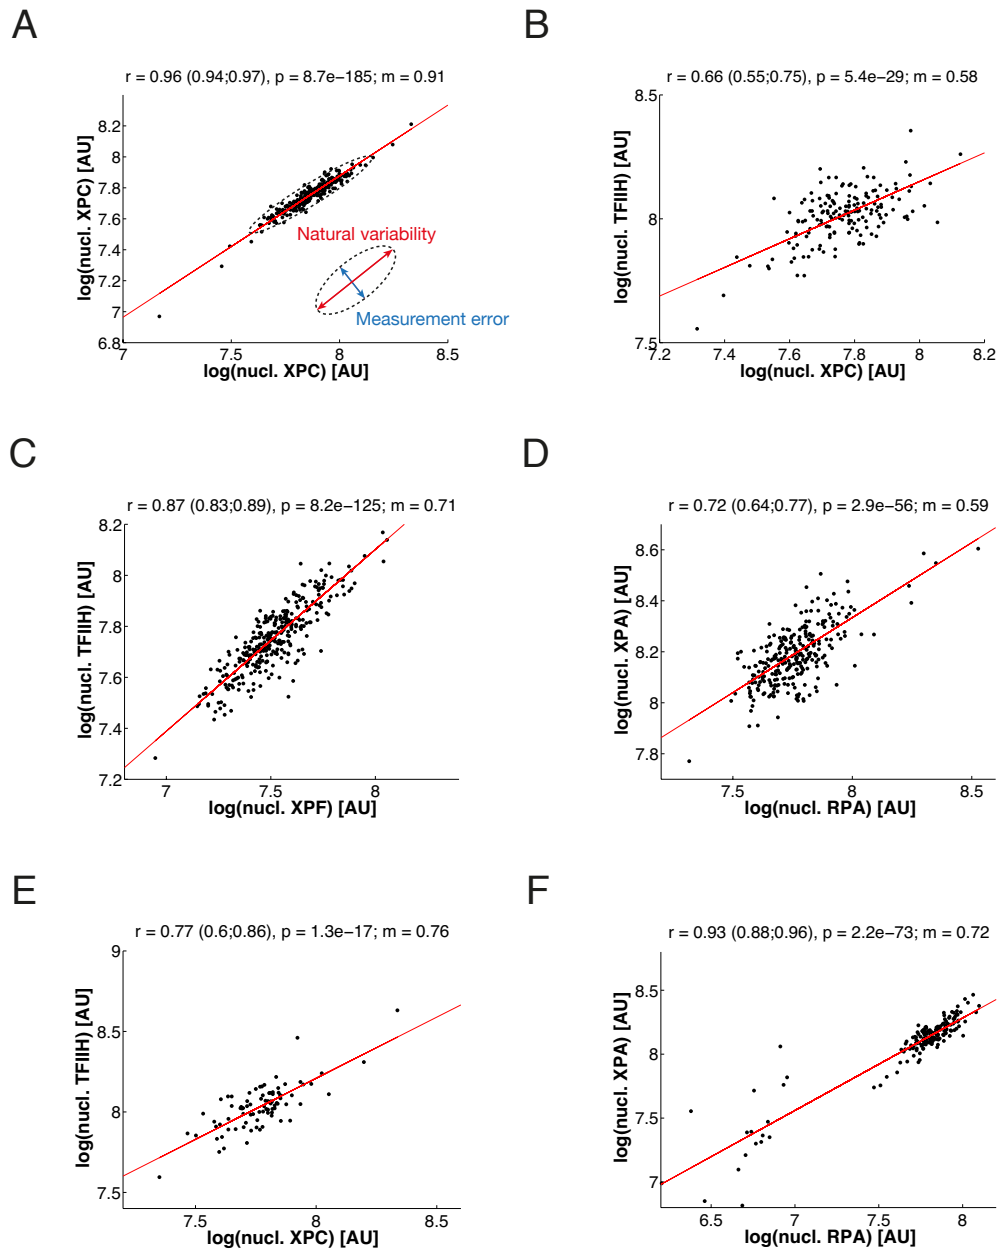 A
r = 0.96 (0.94;0.97), p = 8.7e−185; m = 0.91
log(nucl. XPC) [AU]
8.2
8
7.8
7.6
7.4
7.2
7
6.8
Natural variability
Measurement error
7
7.5
8
8.5
log(nucl. XPC) [AU]
B
r = 0.66 (0.55;0.75), p = 5.4e−29; m = 0.58
log(nucl. TFIIH) [AU]
8.5
8
7.5
7.2
7.4
7.6
7.8
8
8.2
log(nucl. XPC) [AU]
C
r = 0.87 (0.83;0.89), p = 8.2e−125; m = 0.71
log(nucl. TFIIH) [AU]
8.2
8
7.8
7.6
7.4
7.2
7
7.5
8
log(nucl. XPF) [AU]
D
r = 0.72 (0.64;0.77), p = 2.9e−56; m = 0.59
log(nucl. XPA) [AU]
8.6
8.4
8.2
8
7.8
7.5
8
8.5
log(nucl. RPA) [AU]
E
r = 0.77 (0.6;0.86), p = 1.3e−17; m = 0.76
log(nucl. TFIIH) [AU]
9
8.5
8
7.5
7.5
8
8.5
log(nucl. XPC) [AU]
F
r = 0.93 (0.88;0.96), p = 2.2e−73; m = 0.72
log(nucl. XPA) [AU]
8.5
8
7.5
7
6.5
7
7.5
8
log(nucl. RPA) [AU]